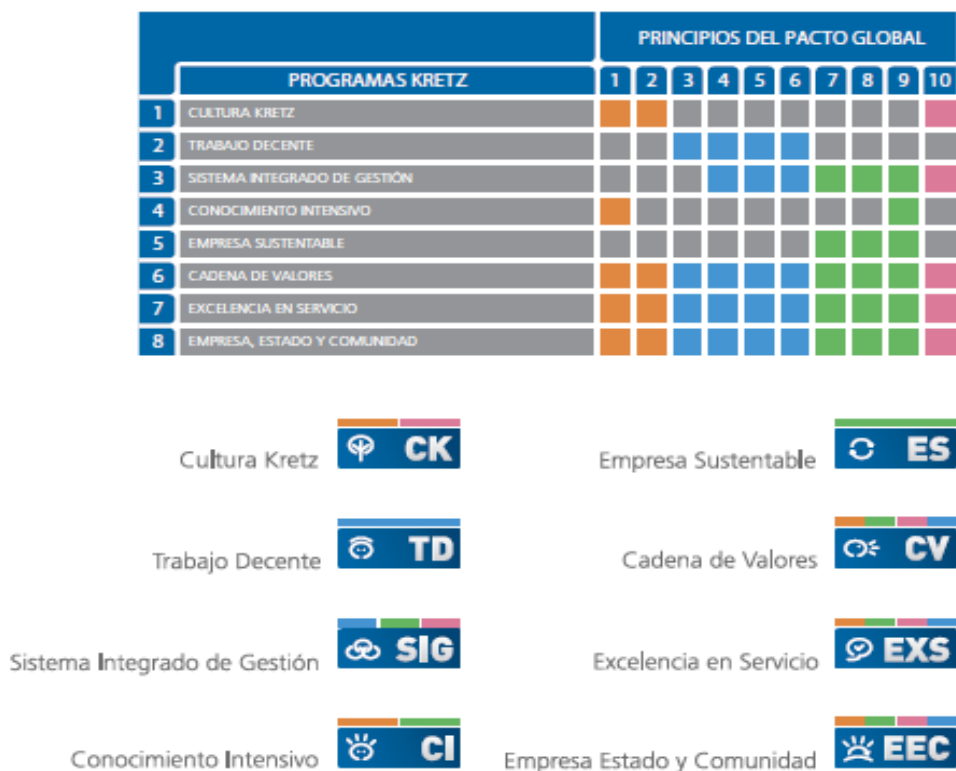 PRINCIPIOS DEL PACTO GLOBAL
PROGRAMAS KRETZ 1 2 3 4 5 6 7 8 9 10
1 CULTURA KRETZ
2 TRABAJO DECENTE
3 SISTEMA INTEGRADO DE GESTIÓN
4 CONOCIMIENTO INTENSIVO
5 EMPRESA SUSTENTABLE
6 CADENA DE VALORES
7 EXCELENCIA EN SERVICIO
8 EMPRESA, ESTADO Y COMUNIDAD
Cultura Kretz CK
Empresa Sustentable ES
Trabajo Decente TD
Cadena de Valores CV
Sistema Integrado de Gestión SIG
Excelencia en Servicio EXS
Conocimiento Intensivo CI
Empresa Estado y Comunidad EEC